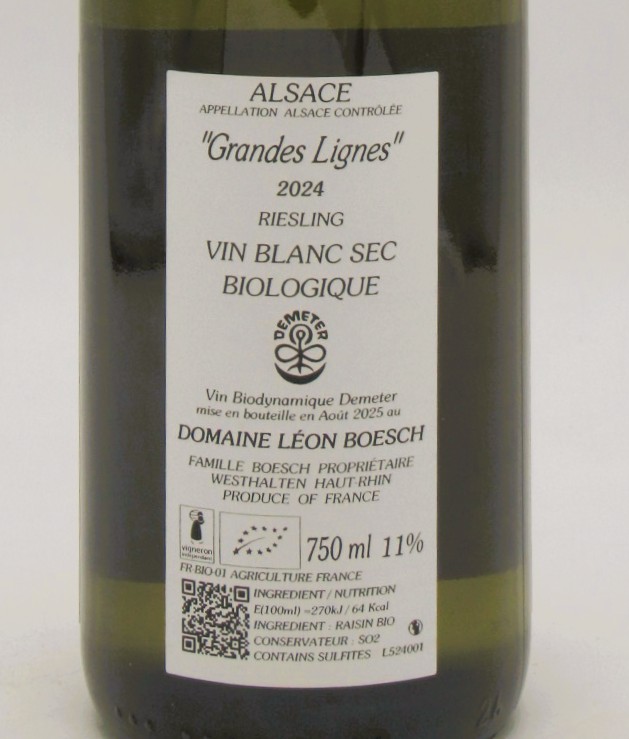 ALSACE
APPELLATION ALSACE CONTRÔLÉE
"Grandes Lignes"
2024
RIESLING
VIN BLANC SEC
BIOLOGIQUE
DEMETER
Vin Biodynamique Demeter
mise en bouteille en Août 2025 au
DOMAINE LÉON BOESCH
FAMILLE BOESCH PROPRIÉTAIRE
WESTHALTEN HAUT-RHIN
PRODUCE OF FRANCE
vigneron
indépendant
750 ml 11%
FR-BIO-01 AGRICULTURE FRANCE
INGREDIENT / NUTRITION
E(100ml) =270kJ / 64 Kcal
INGREDIENT : RAISIN BIO
CONSERVATEUR : SO2
CONTAINS SULFITES L524001